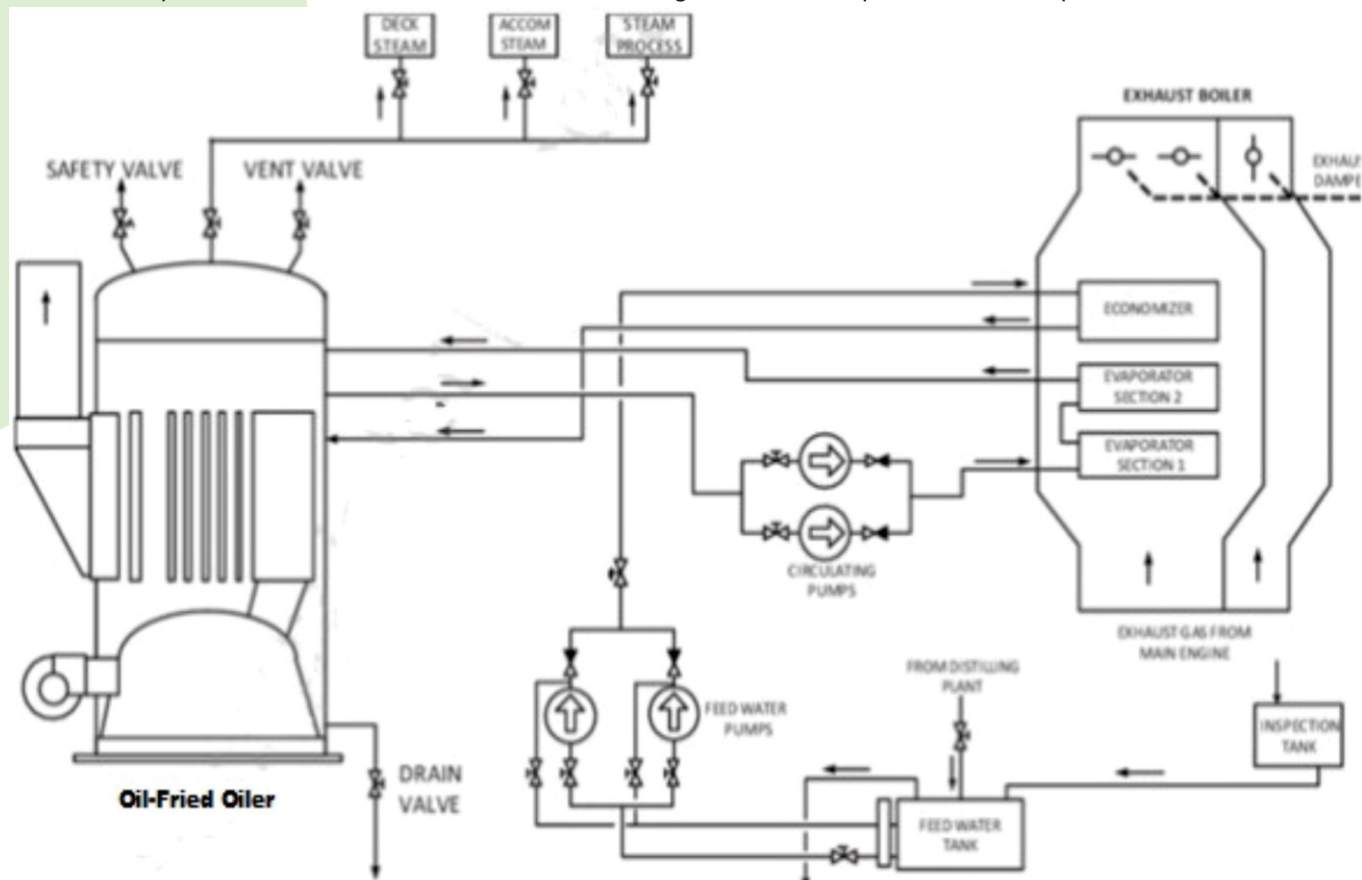 DECK
STEAM
ACCOM
STEAM
STEAM
PROCESS
EXHAUST BOILER
SAFETY VALVE
VENT VALVE
EXHAU
DAMPE
ECONOMIZER
EVAPORATOR
SECTION 2
EVAPORATOR
SECTION 1
CIRCULATING
PUMPS
EXHAUST GAS FROM
MAIN ENGINE
FROM DISTILLING
PLANT
FEED WATER
PUMPS
INSPECTION
TANK
DRAIN
VALVE
Oil-Fried Oiler
FEED WATER
TANK